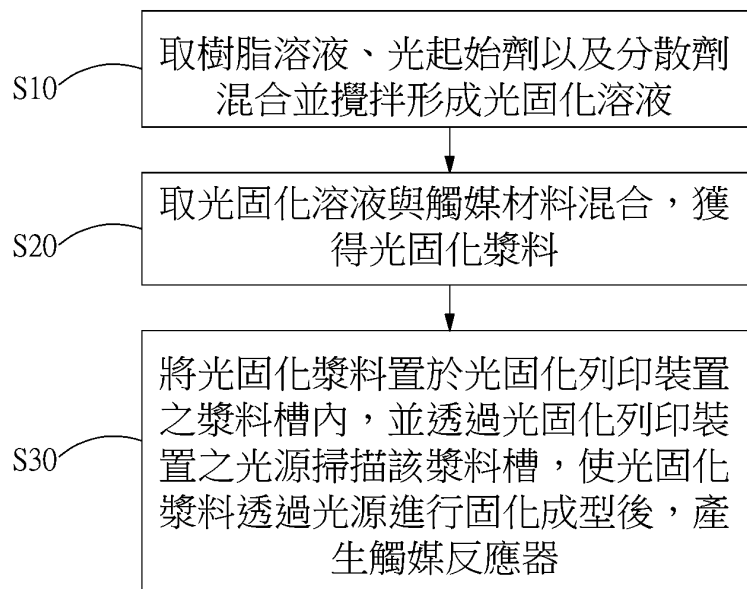 S10
取樹脂溶液、光起始劑以及分散劑
混合並攪拌形成光固化溶液
S20
取光固化溶液與觸媒材料混合，獲
得光固化漿料
S30
將光固化漿料置於光固化列印裝置
之漿料槽內，並透過光固化列印裝
置之光源掃描該漿料槽，使光固化
漿料透過光源進行固化成型後，產
生觸媒反應器